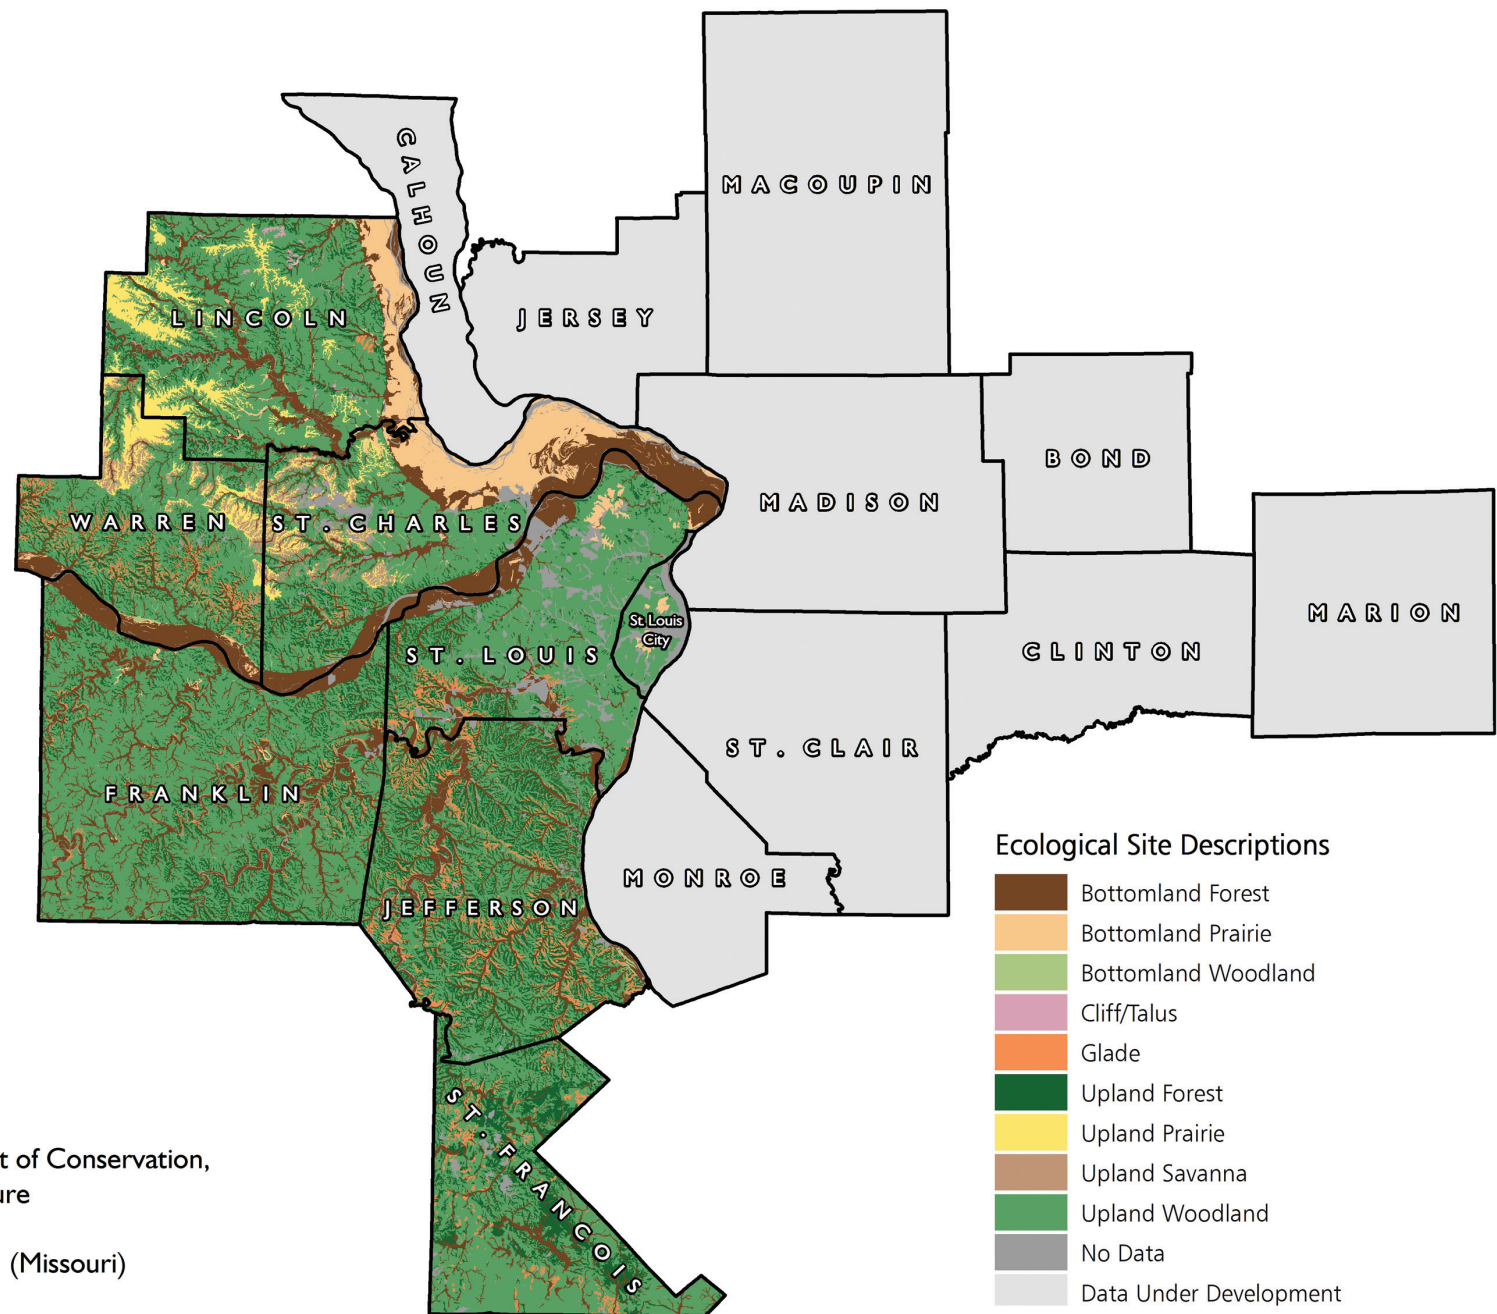 CALHOUN
MACOUPIN
LINCOLN
JERSEY
BOND
MADISON
WARREN
ST. CHARLES
MARION
St. Louis
City
CLINTON
ST. LOUIS
ST. CLAIR
FRANKLIN
MONROE
JEFFERSON
ST. FRANCOIS
Ecological Site Descriptions
Bottomland Forest
Bottomland Prairie
Bottomland Woodland
Cliff/Talus
Glade
Upland Forest
Upland Prairie
Upland Savanna
Upland Woodland
No Data
Data Under Development
t of Conservation,
ure
(Missouri)